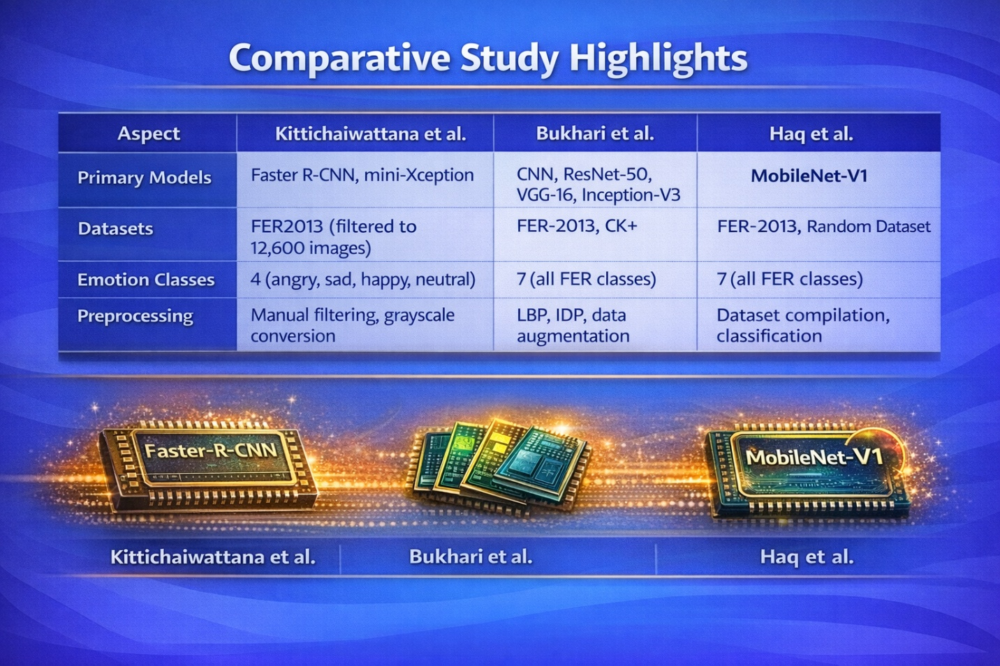 Comparative Study Highlights
Aspect
Kittichaiwattana et al.
Bukhari et al.
Haq et al.
Primary Models
Faster R-CNN, mini-Xception
CNN, ResNet-50,
VGG-16, Inception-V3
MobileNet-V1
Datasets
FER2013 (filtered to
12,600 images)
FER-2013, CK+
FER-2013, Random Dataset
Emotion Classes
4 (angry, sad, happy, neutral)
7 (all FER classes)
7 (all FER classes)
Preprocessing
Manual filtering, grayscale
conversion
LBP, IDP, data
augmentation
Dataset compilation,
classification
Faster-R-CNN
MobileNet-V1
Kittichaiwattana et al.
Bukhari et al.
Haq et al.